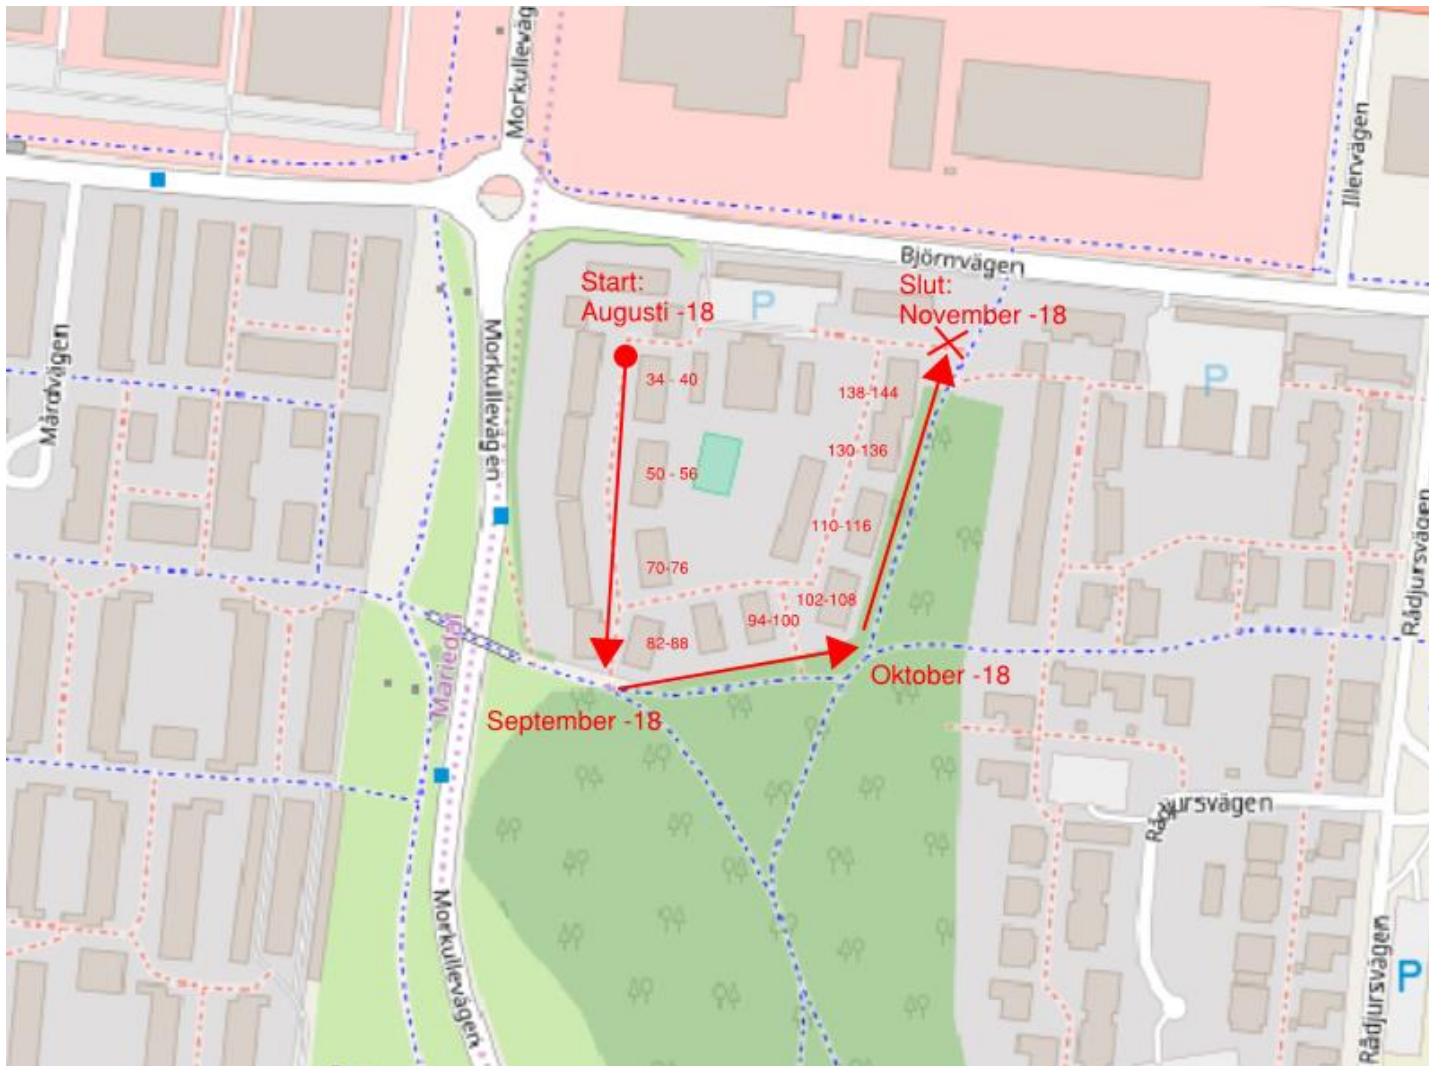 Morkulleväg
Illervägen
Björnvägen
Start:
Augusti -18
P
Slut:
November -18
Mårdvägen
Morkullevägen
34 - 40
138-144
P
50 - 56
130-136
110-116
70-76
102-108
94-100
82-88
Rådjursvägen
Mariedal
Oktober -18
September -18
Rådjursvägen
Morkullevägen
Rådjursvägen
P